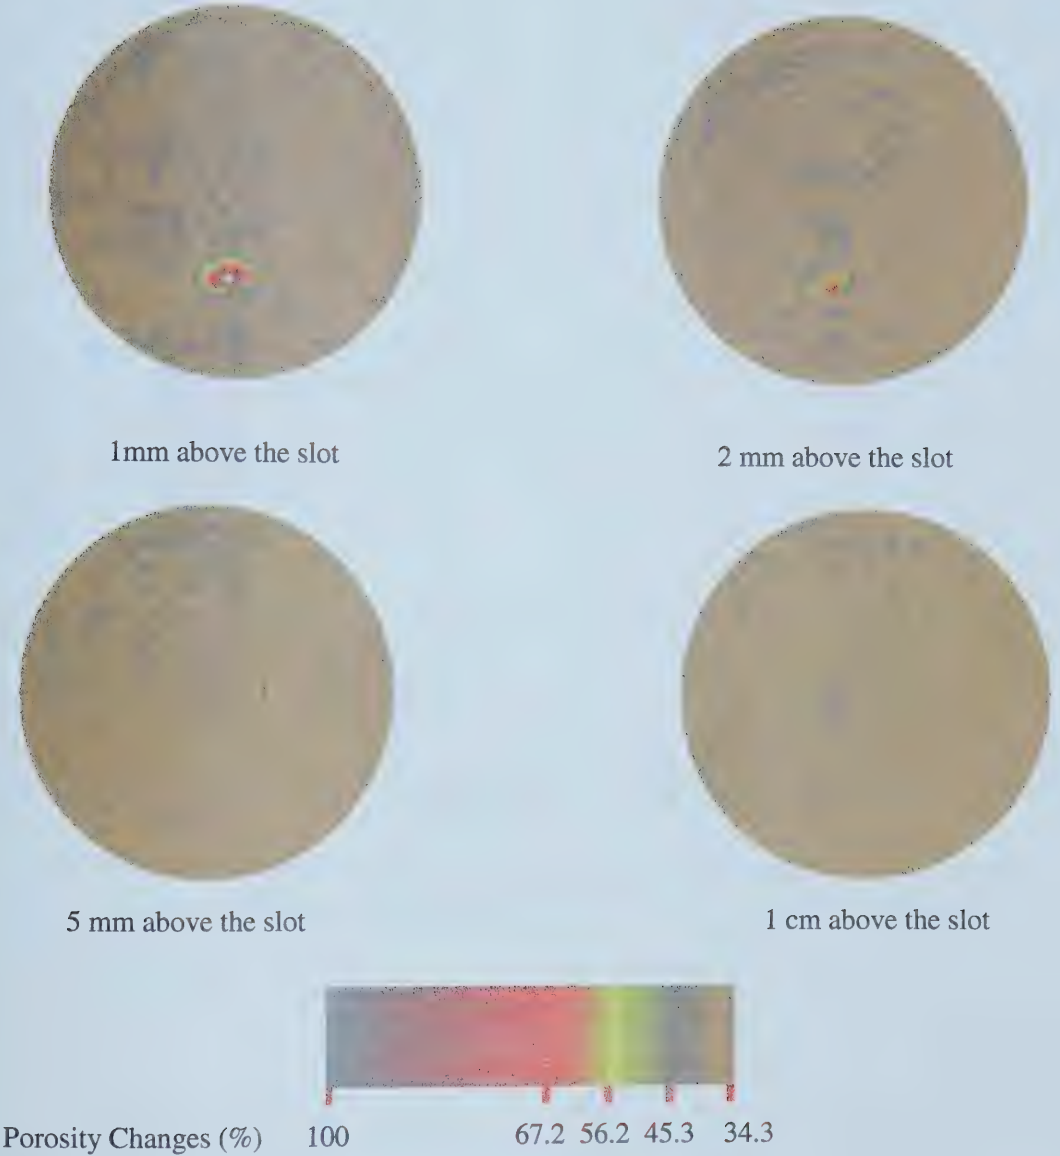 1mm above the slot
2 mm above the slot
5 mm above the slot
1 cm above the slot
Porosity Changes (%) 100 67.2 56.2 45.3 34.3